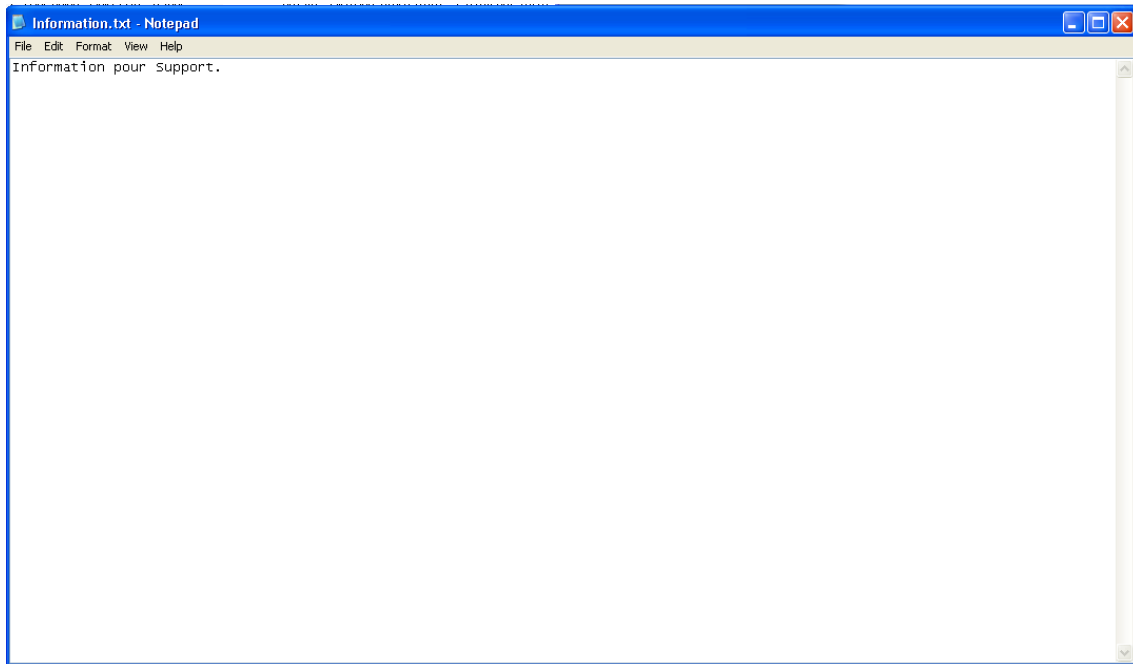 Information.txt - Notepad
File Edit Format View Help
Information pour Support.